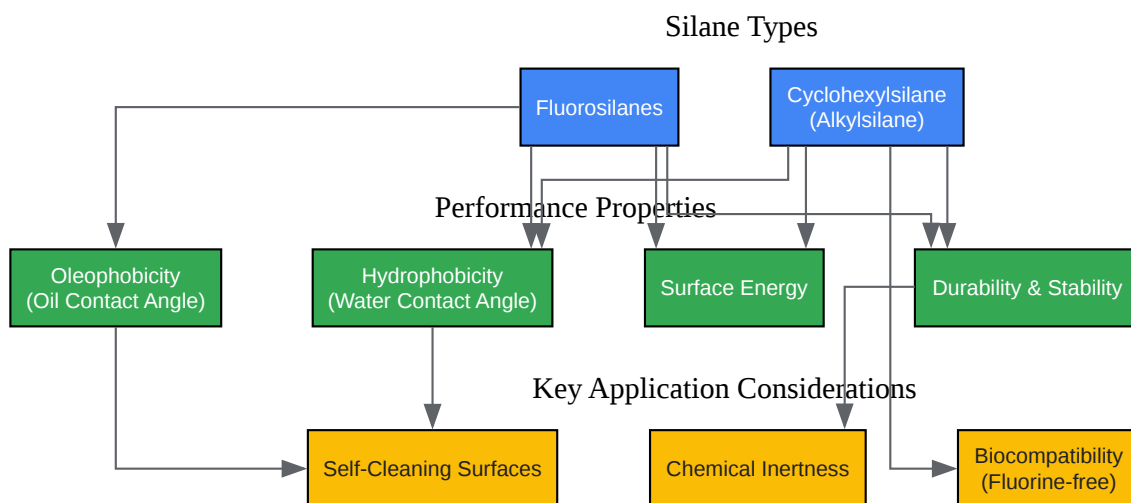 Silane Types
Fluorosilanes
Cyclohexylsilane
(Alkylsilane)
Performance Properties
Oleophobicity
(Oil Contact Angle)
Hydrophobicity
(Water Contact Angle)
Surface Energy
Durability & Stability
Key Application Considerations
Self-Cleaning Surfaces
Chemical Inertness
Biocompatibility
(Fluorine-free)